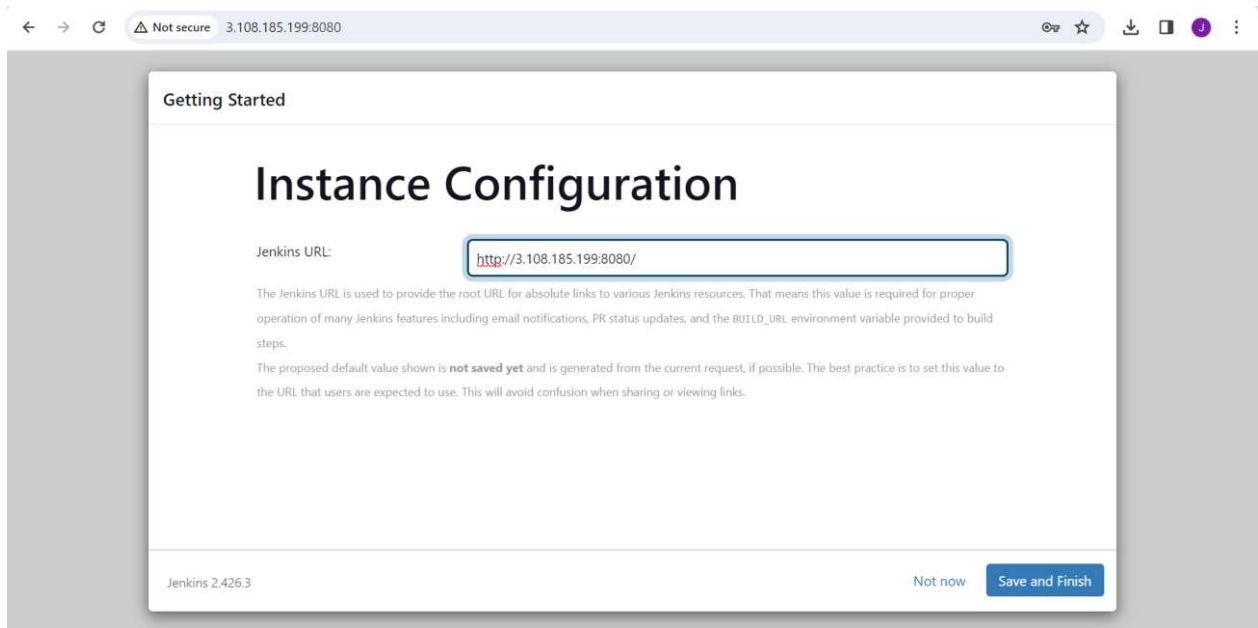 Not secure 3.108.185.199:8080
J
Getting Started
Instance Configuration
Jenkins URL:
http://3.108.185.199:8080/
The Jenkins URL is used to provide the root URL for absolute links to various Jenkins resources. That means this value is required for proper
operation of many Jenkins features including email notifications, PR status updates, and the BUILD_URL environment variable provided to build
steps.
The proposed default value shown is not saved yet and is generated from the current request, if possible. The best practice is to set this value to
the URL that users are expected to use. This will avoid confusion when sharing or viewing links.
Jenkins 2.426.3
Not now
Save and Finish